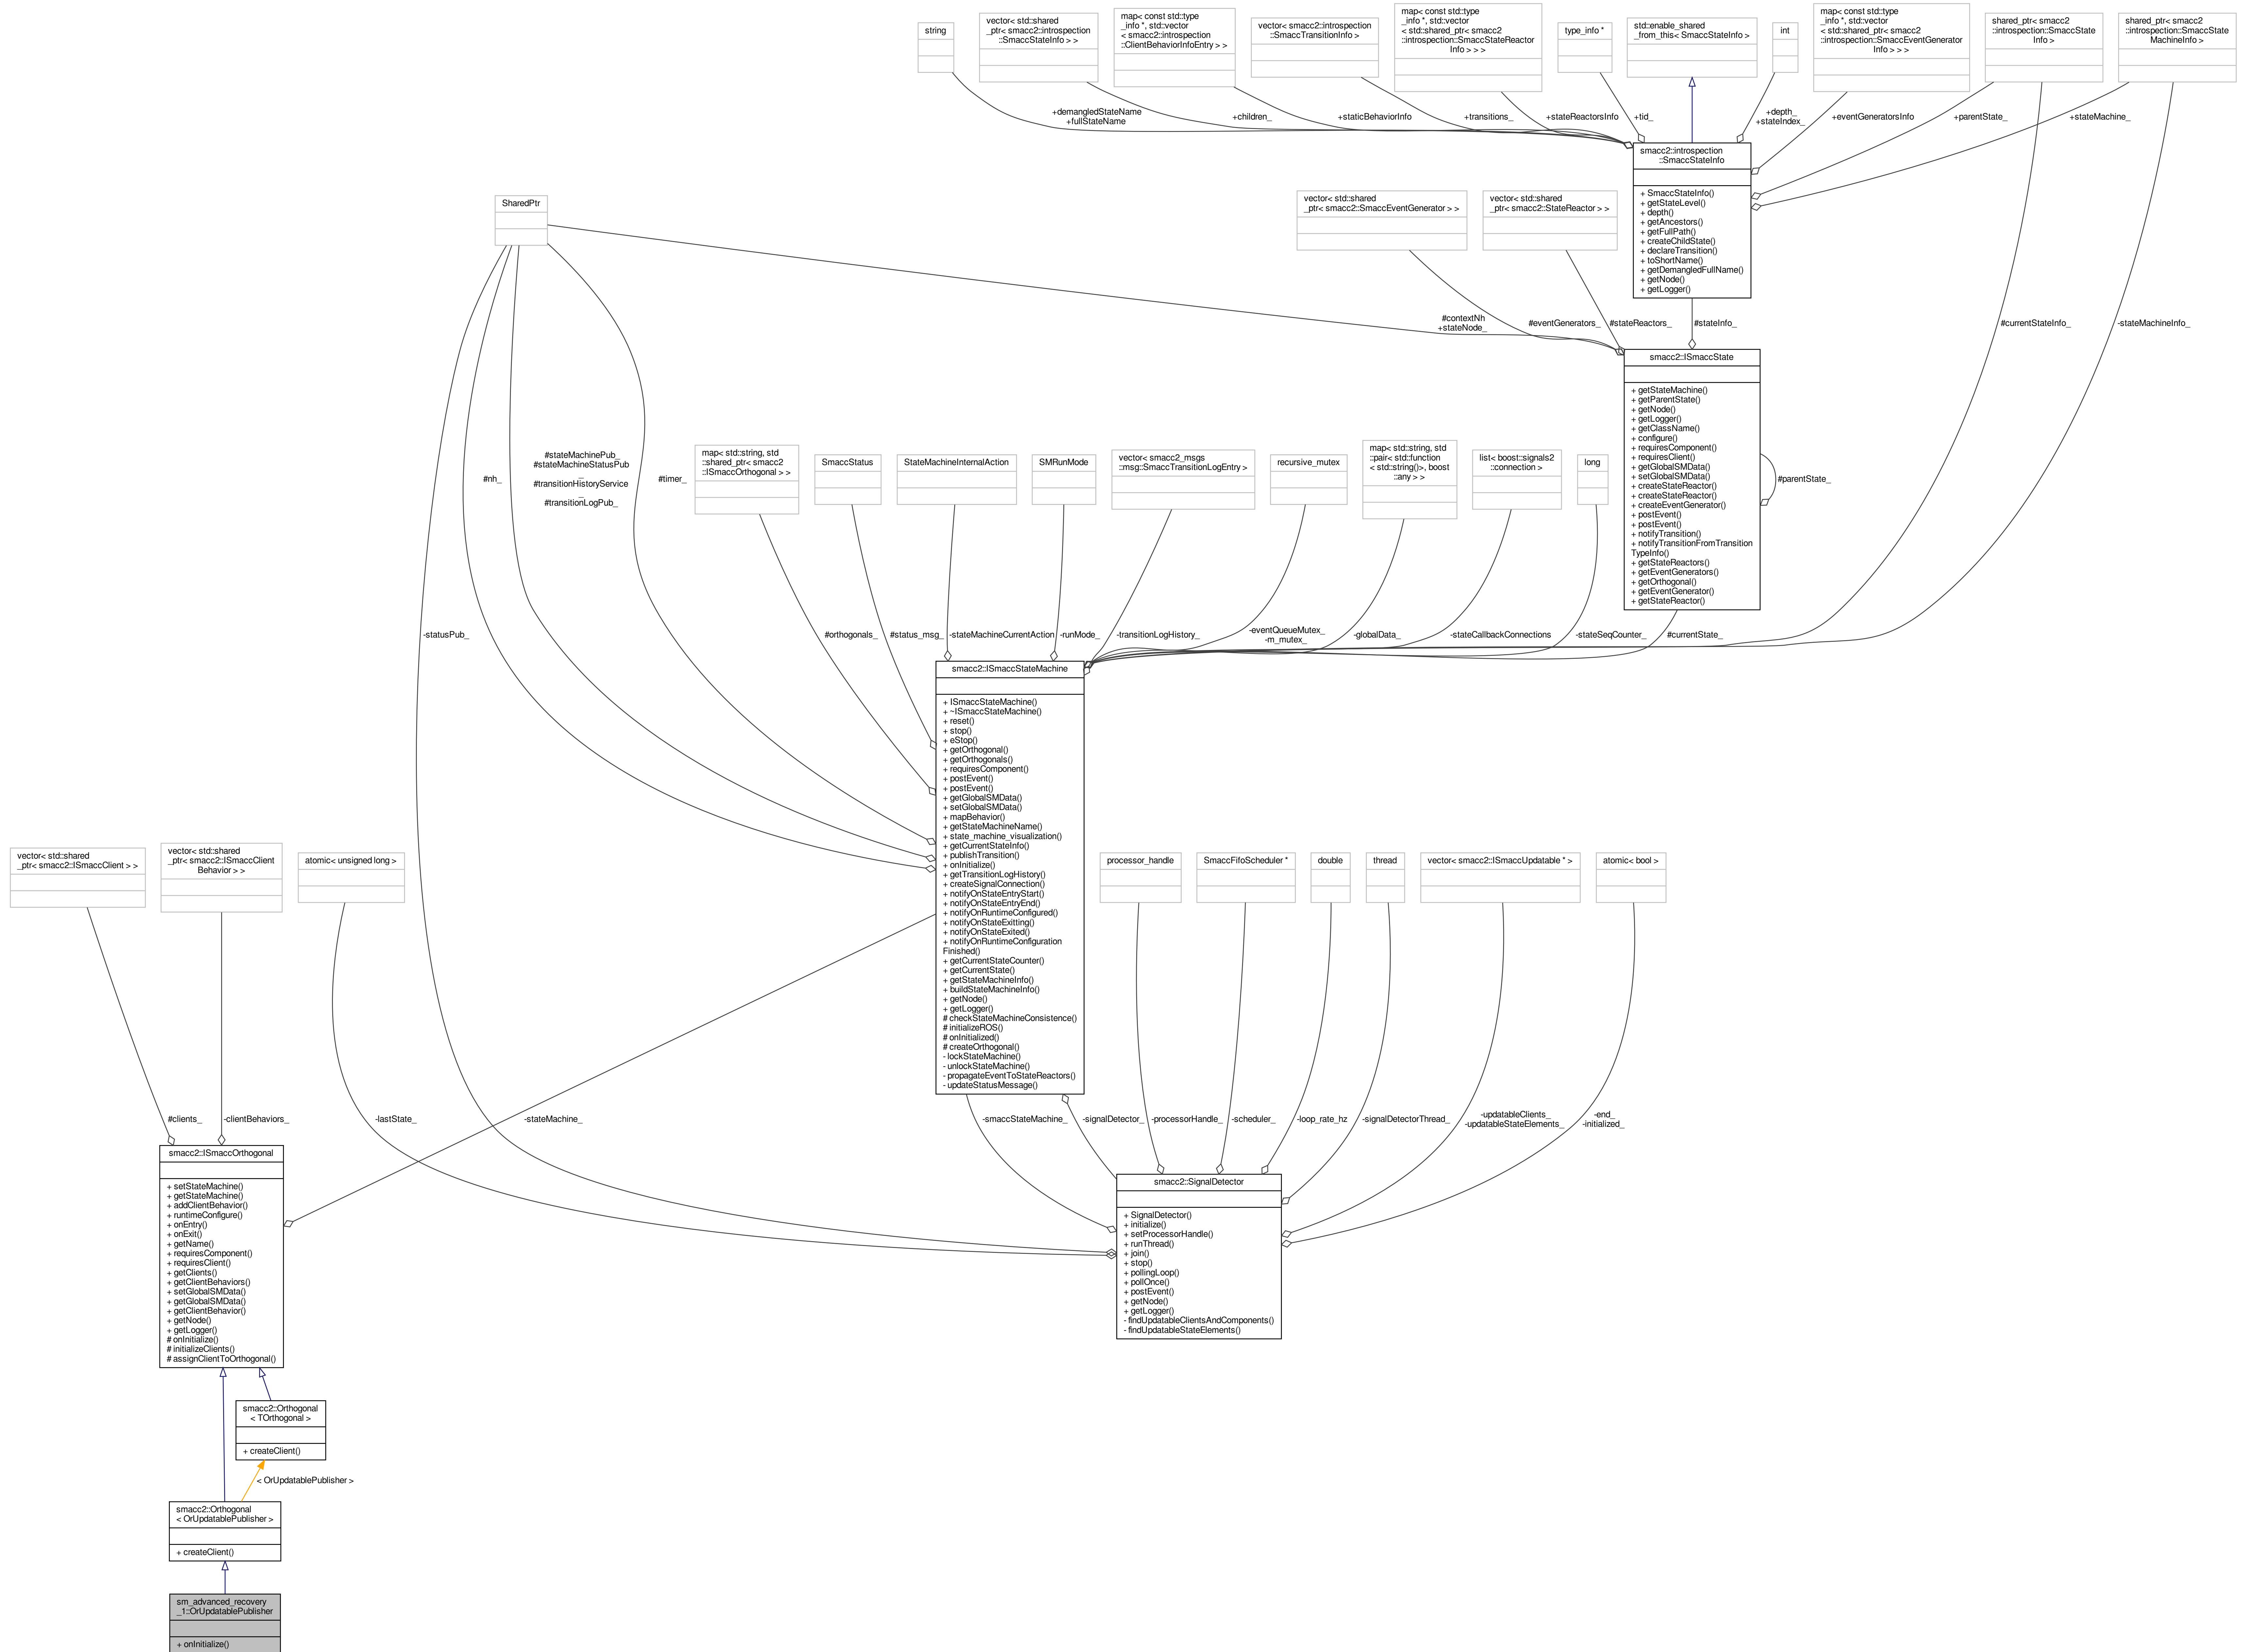 string
vector< std::shared
_ptr< smacc2::introspection
::SmaccStateInfo > >
map< const std::type
_info *, std::vector
< smacc2::introspection
::ClientBehaviorInfoEntry > >
vector< smacc2::introspection
::SmaccTransitionInfo >
map< const std::type
_info *, std::vector
< std::shared_ptr< smacc2
::introspection::SmaccStateReactor
Info > > >
type_info *
std::enable_shared
_from_this< SmaccStateInfo >
int
map< const std::type
_info *, std::vector
< std::shared_ptr< smacc2
::introspection::SmaccEventGenerator
Info > > >
shared_ptr< smacc2
::introspection::SmaccState
Info >
shared_ptr< smacc2
::introspection::SmaccState
MachineInfo >
+demangledStateName
+fullStateName
+children_
+staticBehaviorInfo
+transitions_
+stateReactorsInfo
+tid_
+depth_
+stateIndex_
+eventGeneratorsInfo
+parentState_
+stateMachine_
smacc2::introspection
::SmaccStateInfo
+ SmaccStateInfo()
+ getStateLevel()
+ depth()
+ getAncestors()
+ getFullPath()
+ createChildState()
+ declareTransition()
+ toShortName()
+ getDemangledFullName()
+ getNode()
+ getLogger()
SharedPtr
vector< std::shared
_ptr< smacc2::SmaccEventGenerator > >
vector< std::shared
_ptr< smacc2::StateReactor > >
#contextNh
+stateNode_
#eventGenerators_
#stateReactors_
#stateInfo_
#currentStateInfo_
-stateMachineInfo_
smacc2::ISmaccState
+ getStateMachine()
+ getParentState()
+ getNode()
+ getLogger()
+ getClassName()
+ configure()
+ requiresComponent()
+ requiresClient()
+ getGlobalSMData()
+ setGlobalSMData()
+ createStateReactor()
+ createStateReactor()
+ createEventGenerator()
+ postEvent()
+ postEvent()
+ notifyTransition()
+ notifyTransitionFromTransition
TypeInfo()
+ getStateReactors()
+ getEventGenerators()
+ getOrthogonal()
+ getEventGenerator()
+ getStateReactor()
#parentState_
#nh_
#stateMachinePub_
#stateMachineStatusPub
_
#transitionHistoryService
_
#transitionLogPub_
#timer_
map< std::string, std
::shared_ptr< smacc2
::ISmaccOrthogonal > >
SmaccStatus
StateMachineInternalAction
SMRunMode
vector< smacc2_msgs
::msg::SmaccTransitionLogEntry >
recursive_mutex
map< std::string, std
::pair< std::function
< std::string()>, boost
::any > >
list< boost::signals2
::connection >
long
-statusPub_
#orthogonals_
#status_msg_
-stateMachineCurrentAction
-runMode_
-transitionLogHistory_
-eventQueueMutex_
-m_mutex_
-globalData_
-stateCallbackConnections
-stateSeqCounter_
#currentState_
smacc2::ISmaccStateMachine
+ ISmaccStateMachine()
+ ~ISmaccStateMachine()
+ reset()
+ stop()
+ eStop()
+ getOrthogonal()
+ getOrthogonals()
+ requiresComponent()
+ postEvent()
+ postEvent()
+ getGlobalSMData()
+ setGlobalSMData()
+ mapBehavior()
+ getStateMachineName()
+ state_machine_visualization()
+ getCurrentStateInfo()
+ publishTransition()
+ onInitialize()
+ getTransitionLogHistory()
+ createSignalConnection()
+ notifyOnStateEntryStart()
+ notifyOnStateEntryEnd()
+ notifyOnRuntimeConfigured()
+ notifyOnStateExitting()
+ notifyOnStateExited()
+ notifyOnRuntimeConfiguration
Finished()
+ getCurrentStateCounter()
+ getCurrentState()
+ getStateMachineInfo()
+ buildStateMachineInfo()
+ getNode()
+ getLogger()
# checkStateMachineConsistence()
# initializeROS()
# onInitialized()
# createOrthogonal()
- lockStateMachine()
- unlockStateMachine()
- propagateEventToStateReactors()
- updateStatusMessage()
vector< std::shared
_ptr< smacc2::ISmaccClient > >
vector< std::shared
_ptr< smacc2::ISmaccClient
Behavior > >
atomic< unsigned long >
processor_handle
SmaccFifoScheduler *
double
thread
vector< smacc2::ISmaccUpdatable * >
atomic< bool >
#clients_
-clientBehaviors_
-lastState_
-stateMachine_
-smaccStateMachine_
-signalDetector_
-processorHandle_
-scheduler_
-loop_rate_hz
-signalDetectorThread_
-updatableClients_
-updatableStateElements_
-end_
-initialized_
smacc2::ISmaccOrthogonal
+ setStateMachine()
+ getStateMachine()
+ addClientBehavior()
+ runtimeConfigure()
+ onEntry()
+ onExit()
+ getName()
+ requiresComponent()
+ requiresClient()
+ getClients()
+ getClientBehaviors()
+ setGlobalSMData()
+ getGlobalSMData()
+ getClientBehavior()
+ getNode()
+ getLogger()
# onInitialize()
# initializeClients()
# assignClientToOrthogonal()
smacc2::SignalDetector
+ SignalDetector()
+ initialize()
+ setProcessorHandle()
+ runThread()
+ join()
+ stop()
+ pollingLoop()
+ pollOnce()
+ postEvent()
+ getNode()
+ getLogger()
- findUpdatableClientsAndComponents()
- findUpdatableStateElements()
smacc2::Orthogonal
< TOrthogonal >
+ createClient()
< OrUpdatablePublisher >
smacc2::Orthogonal
< OrUpdatablePublisher >
+ createClient()
sm_advanced_recovery
_1::OrUpdatablePublisher
+ onInitialize()